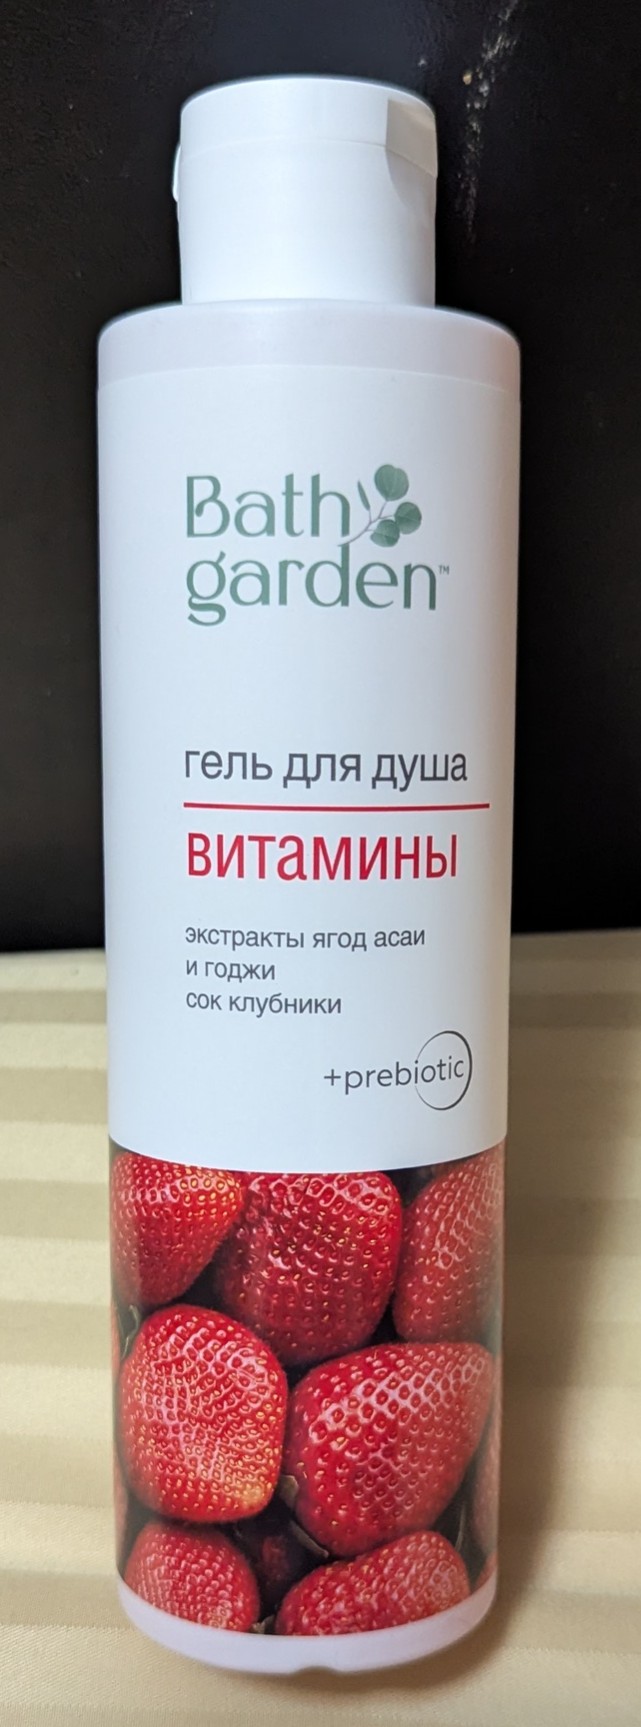 Bath
garden™
гель для душа
витамины
экстракты ягод асаи
и годжи
сок клубники
+prebiotic